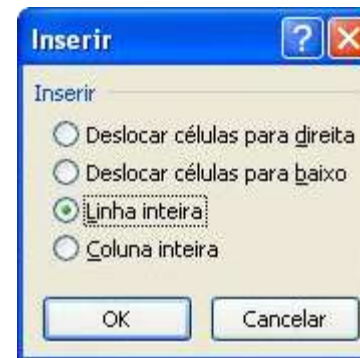 Inserir
Inserir
Deslocar células para direita
Deslocar células para baixo
Linha inteira
Coluna inteira
OK Cancelar